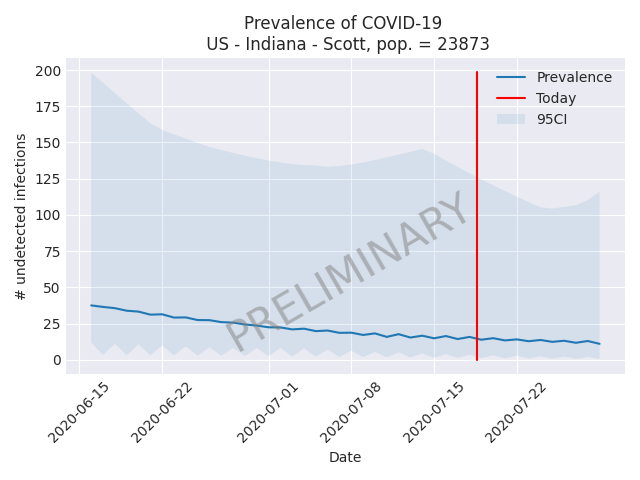 Prevalence of COVID-19
US - Indiana - Scott, pop. = 23873
200
175
150
125
100
75
50
25
0
# undetected infections
Prevalence
Today
95CI
PRELIMINARY
2020-06-15
2020-06-22
2020-07-01
2020-07-08
2020-07-15
2020-07-22
Date